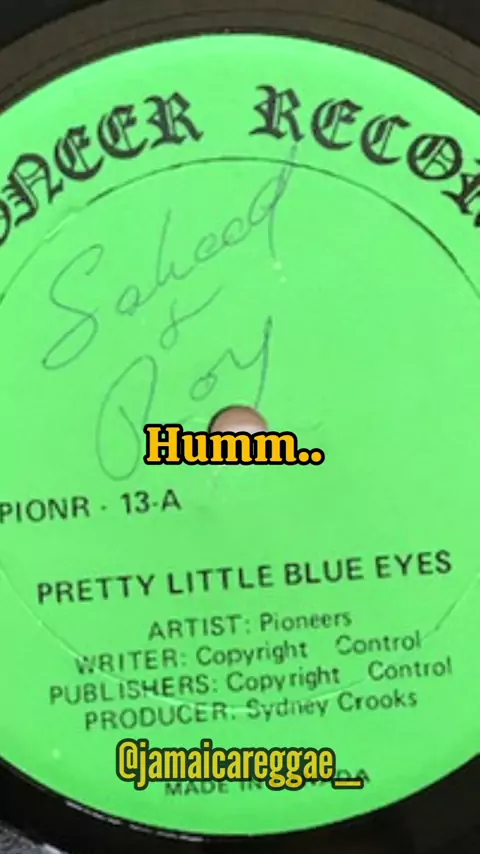 ONEER RECO
Saheed
&
Roy
Humm..
PIONR - 13-A
PRETTY LITTLE BLUE EYES
ARTIST: Pioneers
WRITER: Copyright Control
PUBLISHERS: Copyright Control
PRODUCER: Sydney Crooks
@jamaicareggae_
MADE IN